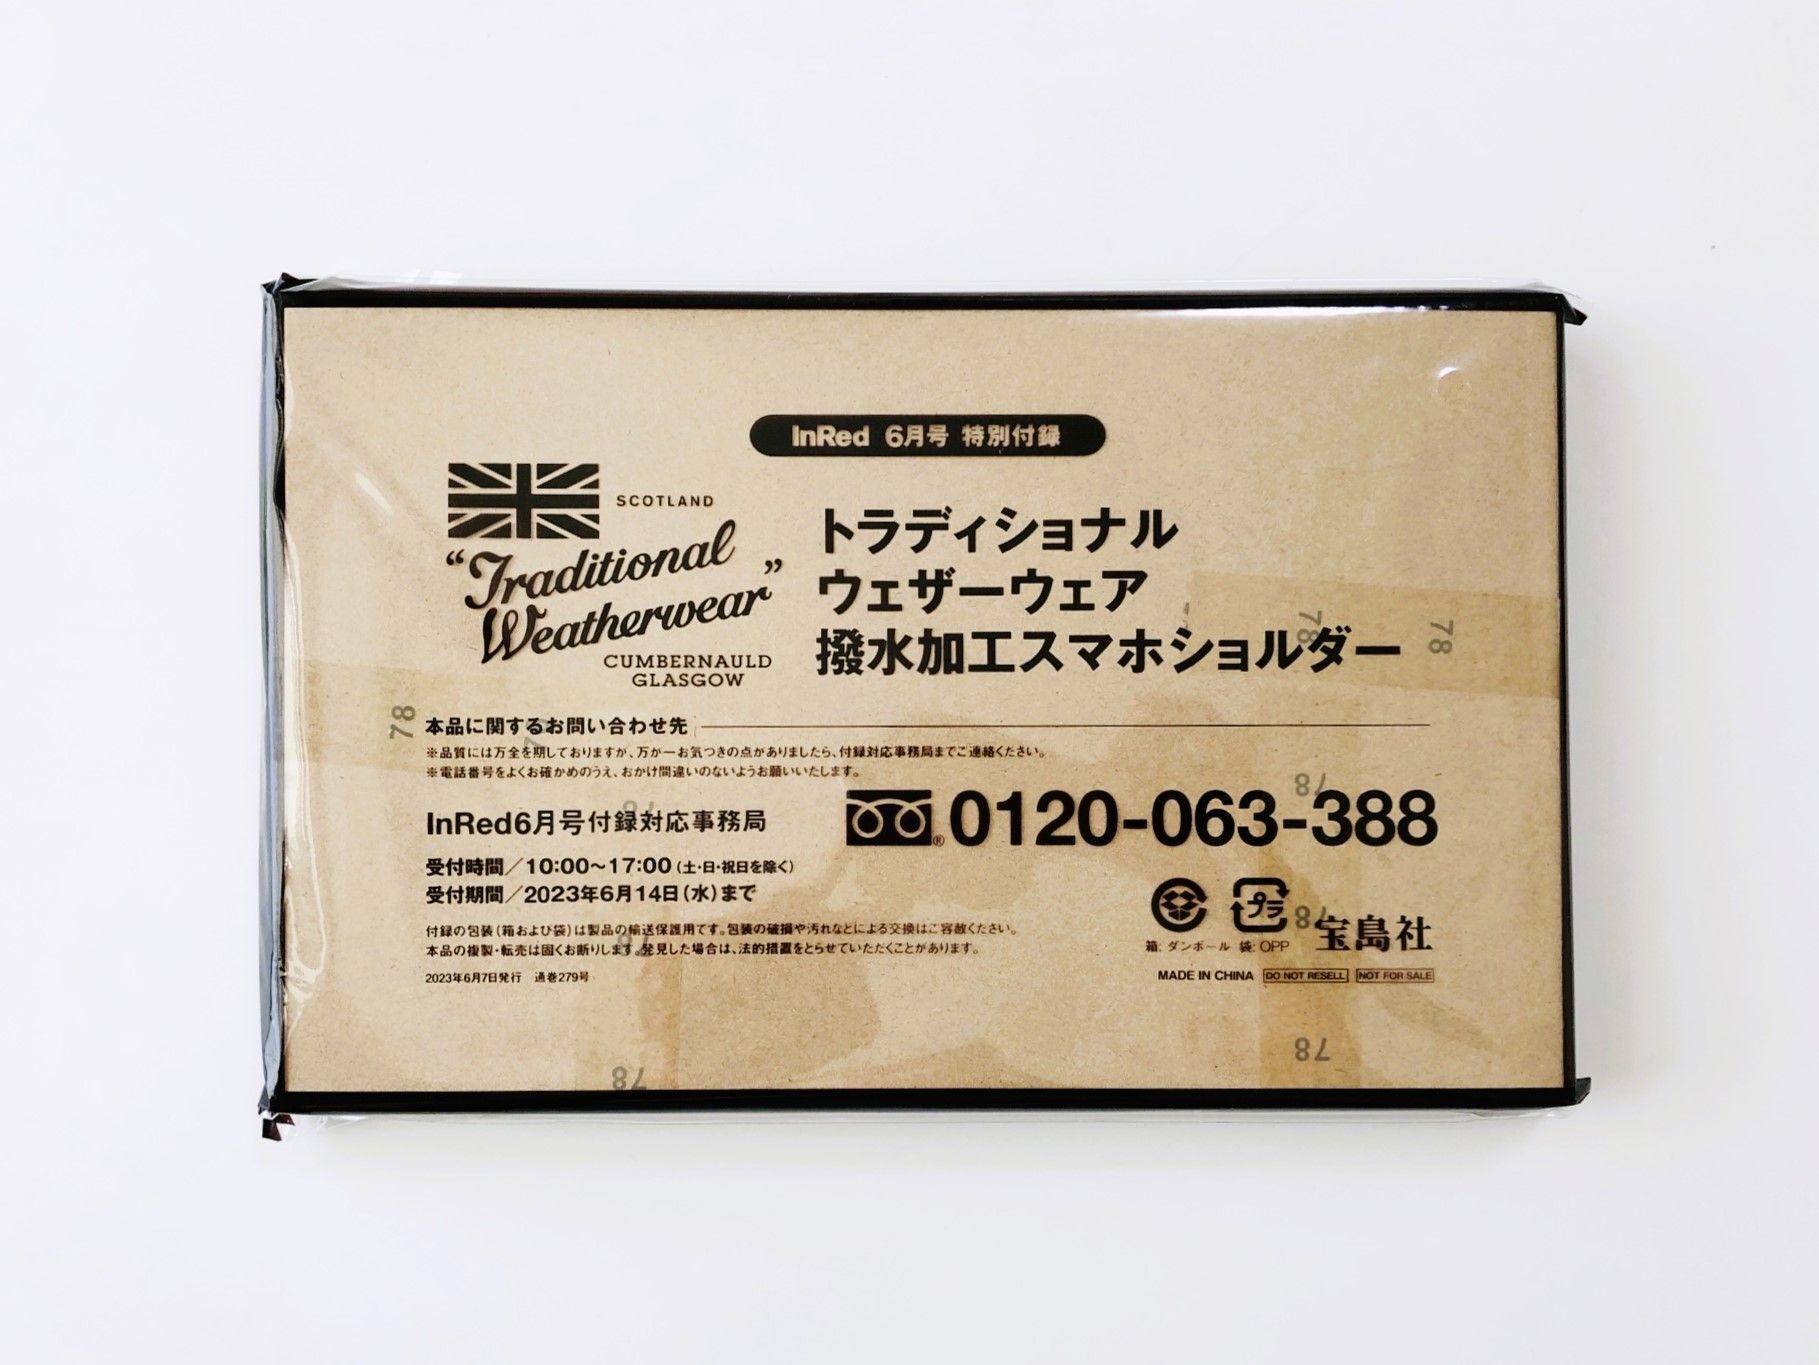 InRed 6月号 特別付録
SCOTLAND
"Traditional
Weatherwear"
CUMBERNAULD
GLASGOW
トラディショナル
ウェザーウェア
撥水加工スマホショルダー
本品に関するお問い合わせ先
※品質には万全を期しておりますが、万が一お気つきの点がありましたら、付録対応事務局までご連絡ください。
※電話番号をよくお確かめのうえ、おかけ間違いのないようお願いいたします。
InRed6月号付録対応事務局
0120-063-388
受付時間/10:00〜17:00(土・日・祝日を除く)
受付期間/2023年6月14日(水)まで
付録の包装(箱および袋)は製品の輸送保護用です。包装の破損や汚れなどによる交換はご容赦ください。
本品の複製・転売は固くお断りします。発見した場合は、法的措置をとらせていただくことがあります。
2023年6月7日発行 通巻279号
プラ
箱: ダンボール 袋: OPP
宝島社
MADE IN CHINA DO NOT RESELL NOT FOR SALE
78
78
78
78
78
78
78
78
78